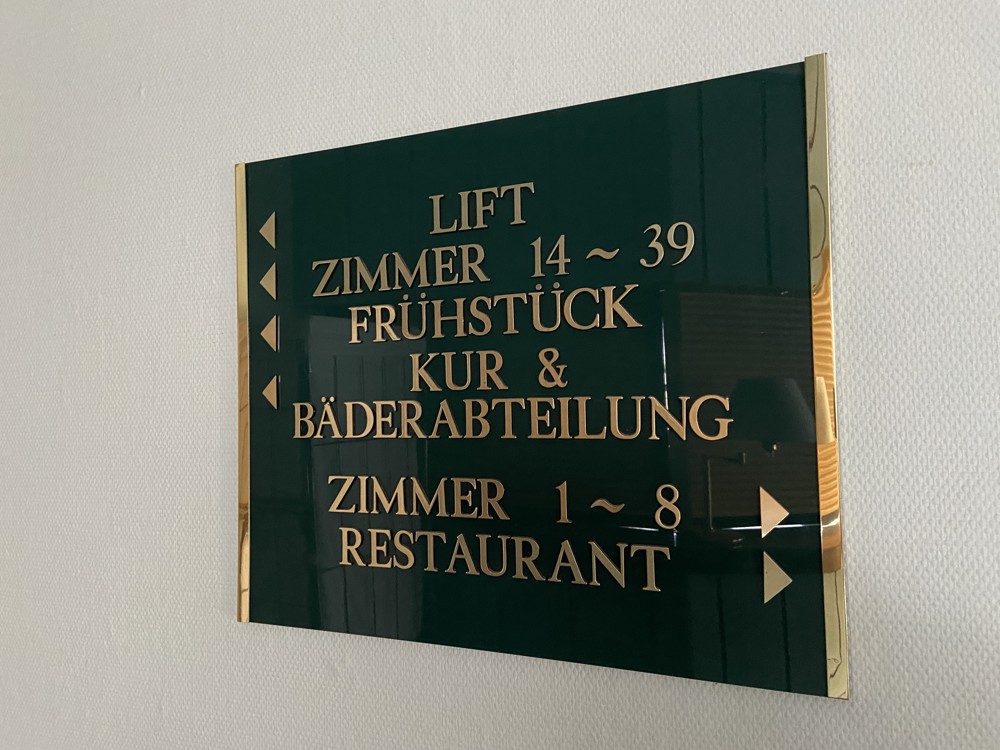 LIFT
ZIMMER 14 ~ 39
FRÜHSTÜCK
KUR &
BÄDERABTEILUNG
ZIMMER 1 ~ 8
RESTAURANT